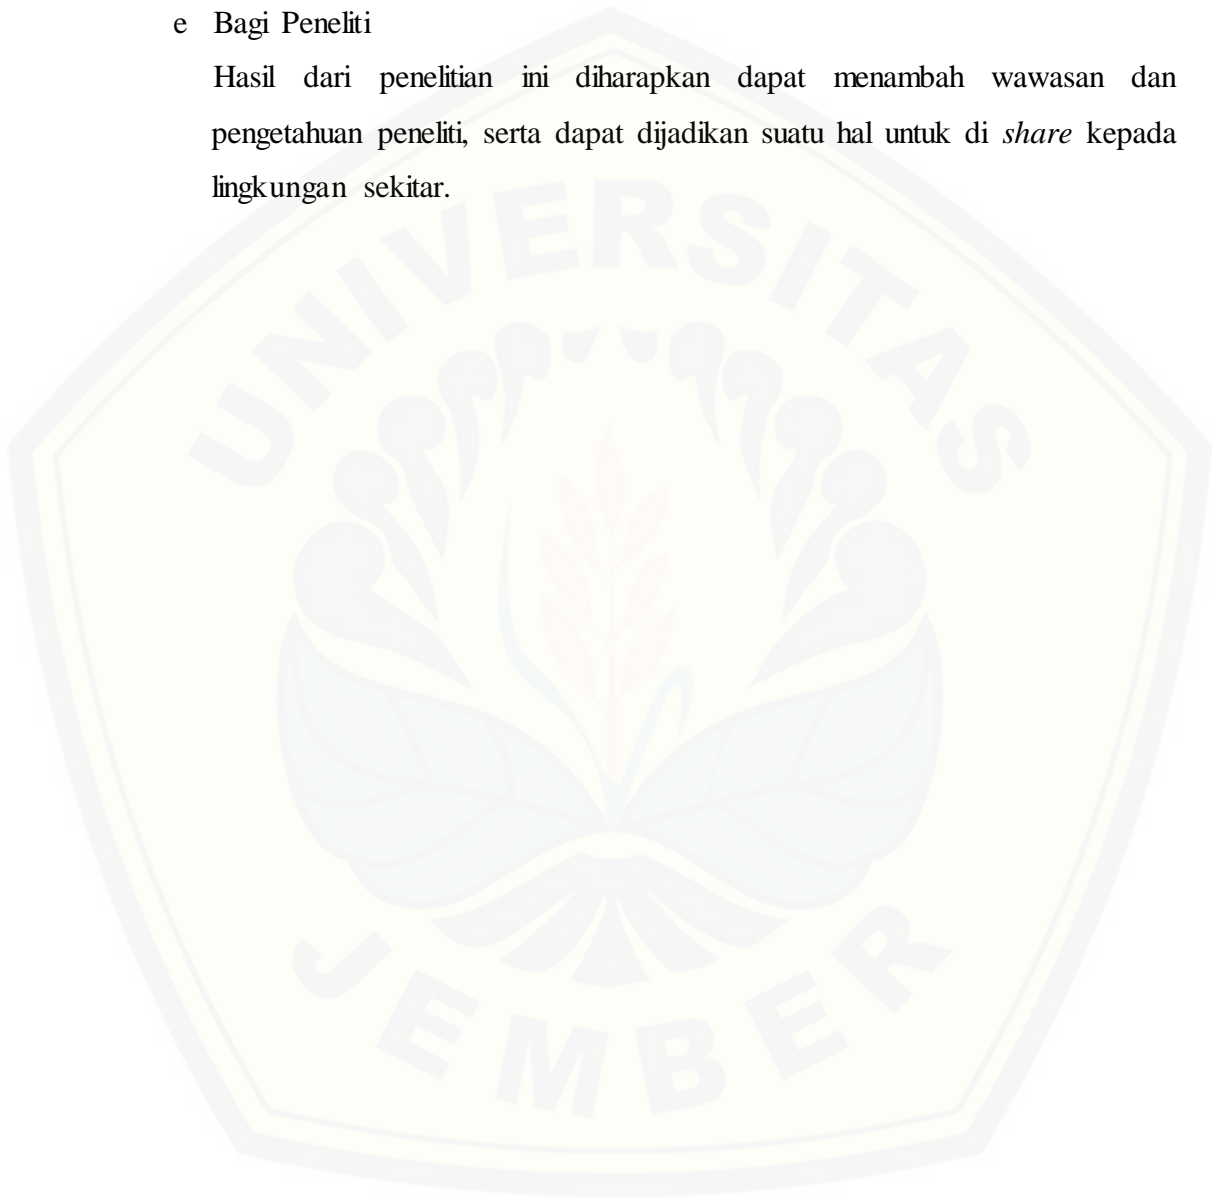 e Bagi Peneliti
Hasil dari penelitian ini diharapkan dapat menambah wawasan dan
pengetahuan peneliti, serta dapat dijadikan suatu hal untuk di share kepada
lingkungan sekitar.
UNIVERSITAS
JEMBER